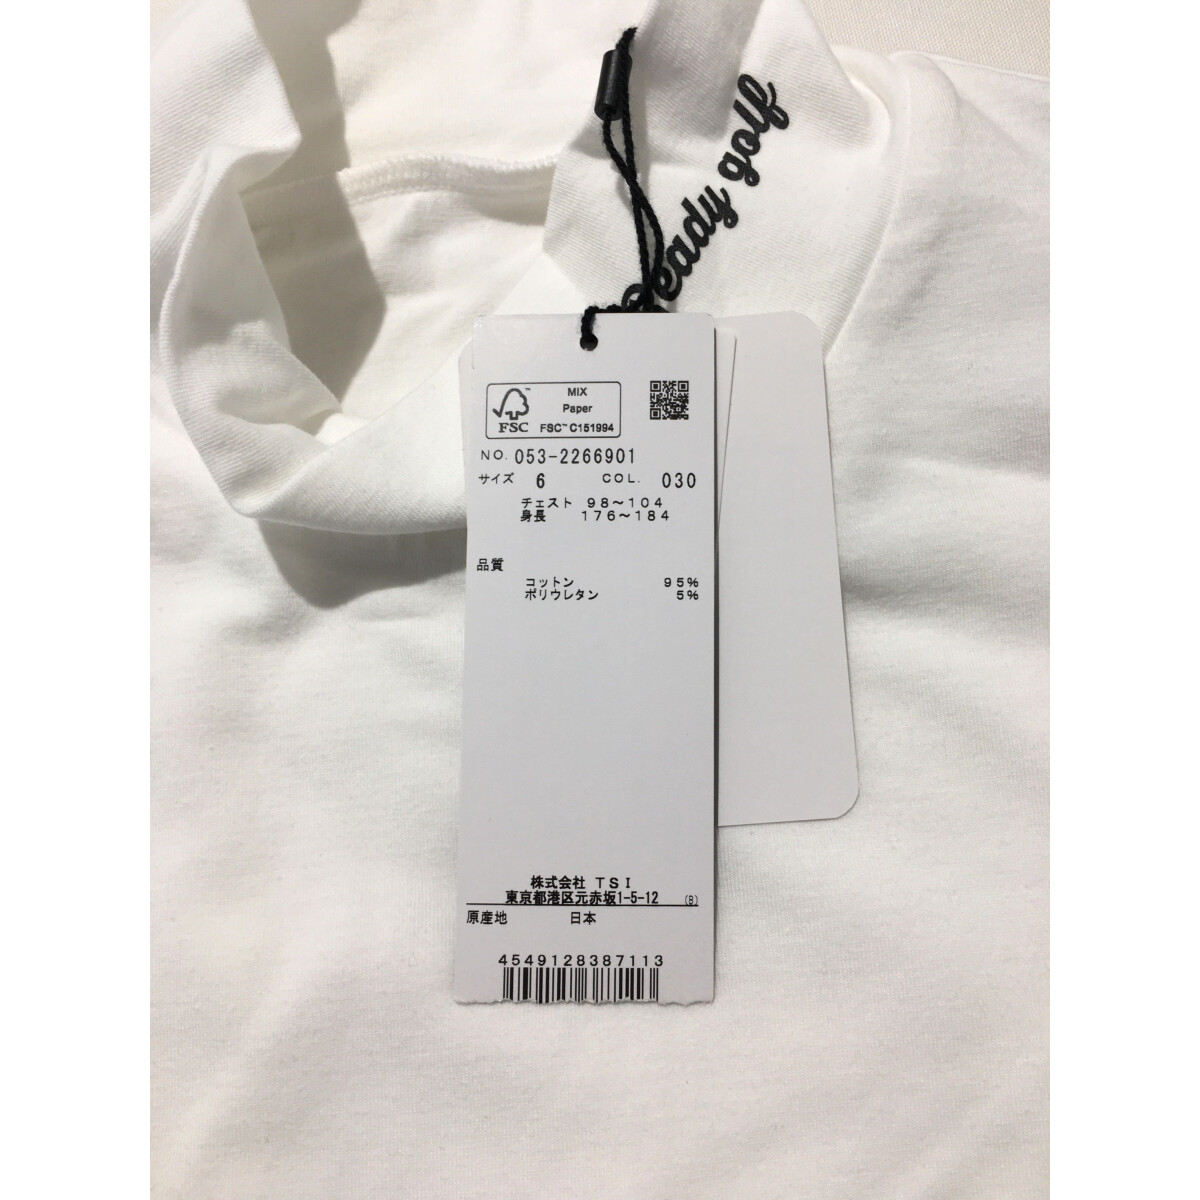 Ready golf
MIX
Paper
FSC™ C151994
FSC™
NO. 053-2266901
サイズ 6 COL. 030
チェスト 98～104
身長 176～184
品質
コットン 95%
ポリウレタン 5%
株式会社 TSI
東京都港区元赤坂1-5-12 (B)
原産地 日本
4549128387113